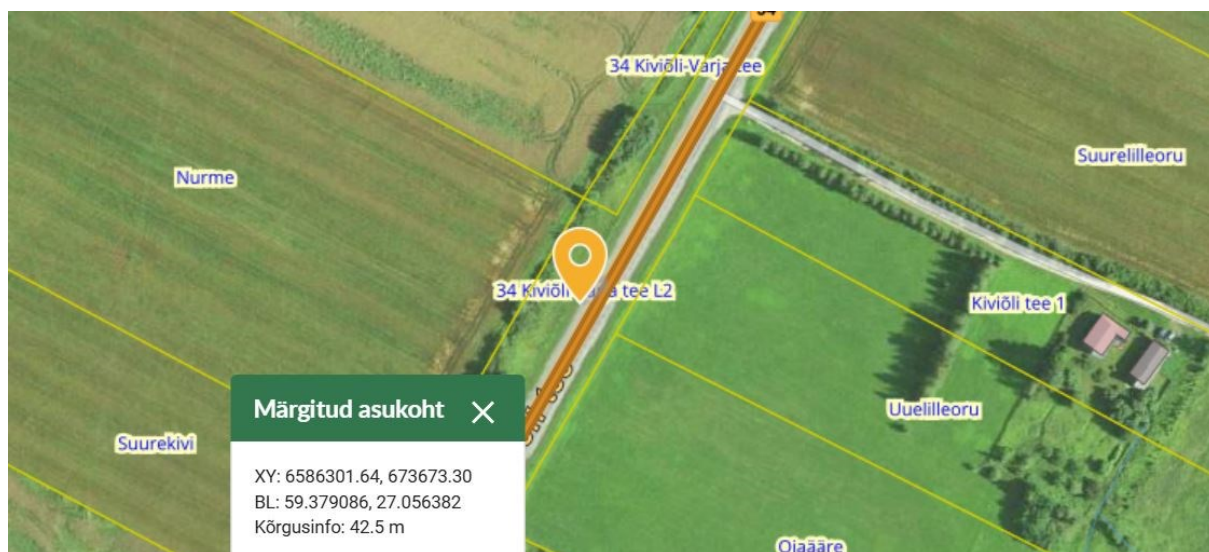 34
34 Kiviõli-Varja tee
Suurelilleoru
Nurme
34 Kiviõli tee L2
Kiviõli tee 1
Uuelilleoru
Märgitud asukoht
Suurekivi
XY: 6586301.64, 673673.30
BL: 59.379086, 27.056382
Kõrgusinfo: 42.5 m
Ojaääre